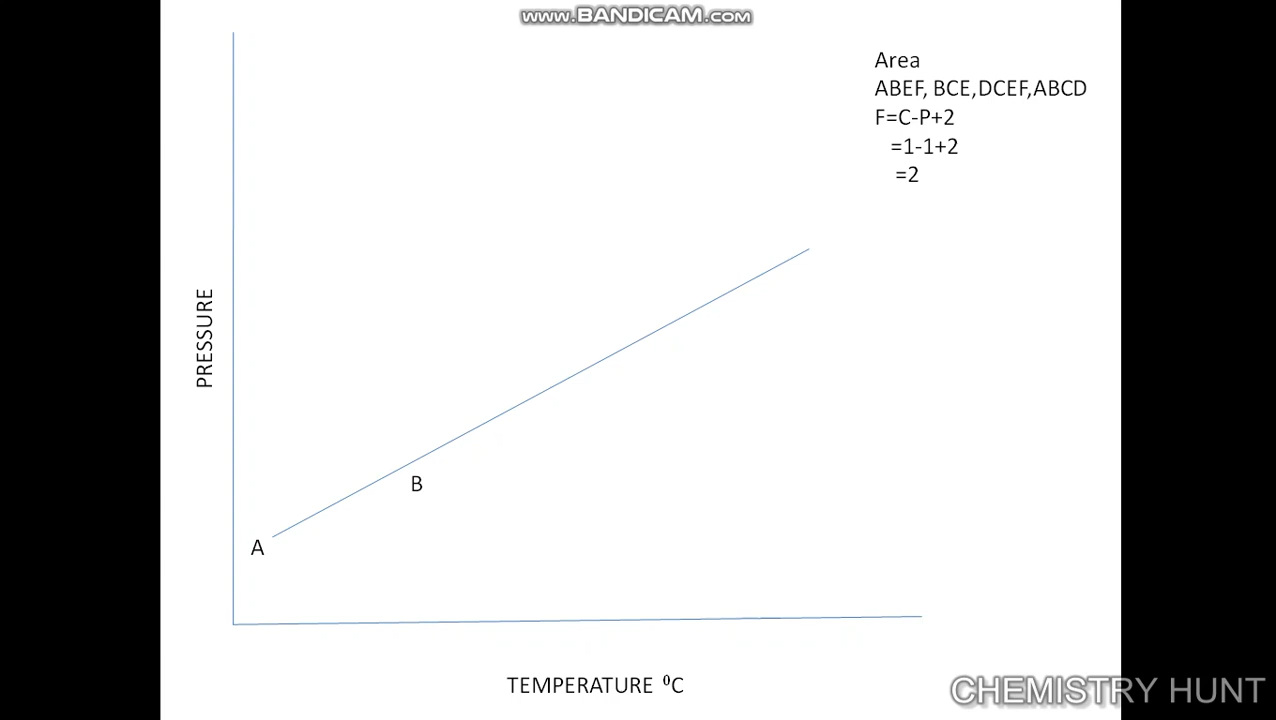 www.BANDICAM.com
Area
ABEF, BCE,DCEF,ABCD
F=C-P+2
=1-1+2
=2
PRESSURE
B
A
TEMPERATURE ⁰C
CHEMISTRY HUNT